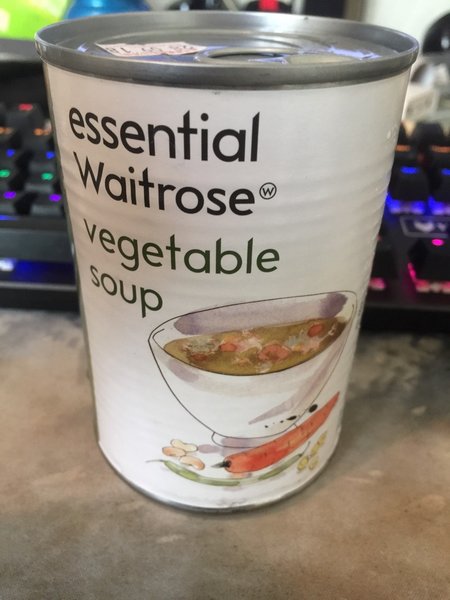 essential
Waitrose
vegetable
soup